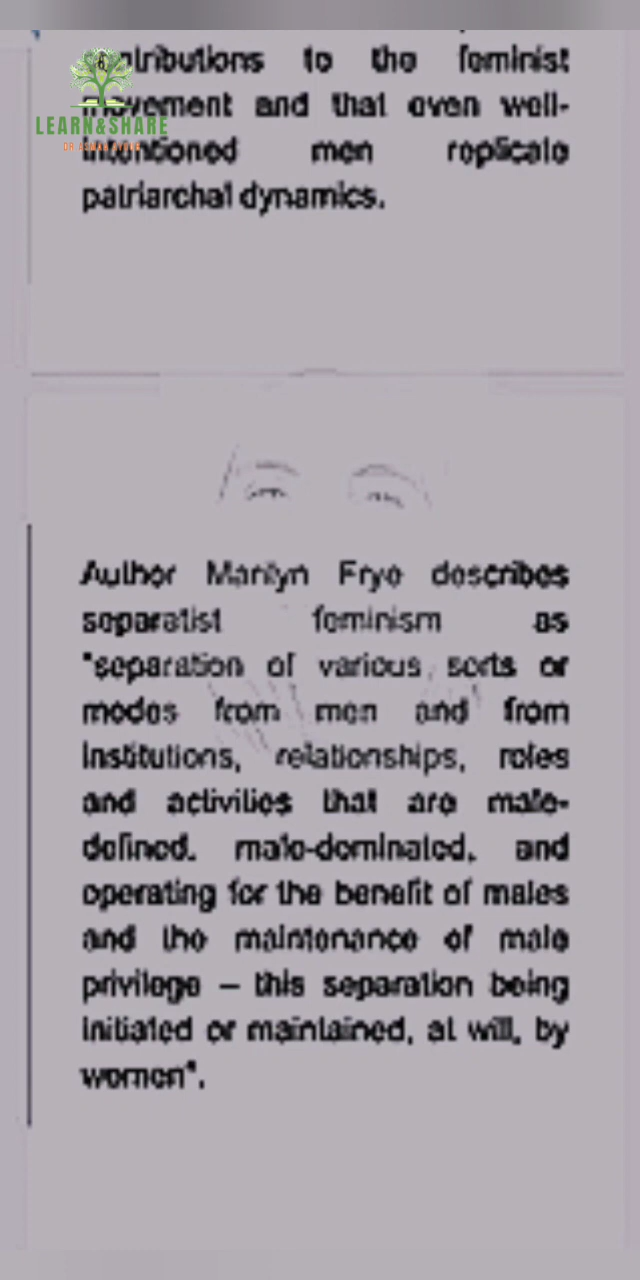 contributions to the feminist
movement and that even well-
LEARN&SHARE
intentioned men replicate
patriarchal dynamics.
Author Marilyn Frye describes
separatist feminism as
"separation of various sorts or
modes from men and from
institutions, relationships, roles
and activities that are male-
defined, male-dominated, and
operating for the benefit of males
and the maintenance of male
privilege – this separation being
initiated or maintained, at will, by
women".